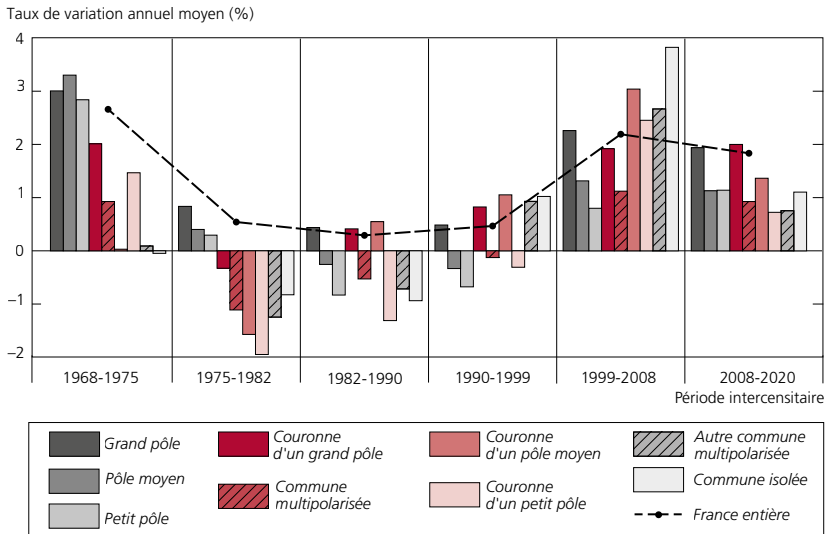 Taux de variation annuel moyen (%)
4
3
2
1
0
–1
–2
1968-1975
1975-1982
1982-1990
1990-1999
1999-2008
2008-2020
Période intercensitaire
Grand pôle
Pôle moyen
Petit pôle
Couronne
d'un grand pôle
Commune
multipolarisée
Couronne
d'un pôle moyen
Couronne
d'un petit pôle
Autre commune
multipolarisée
Commune isolée
France entière